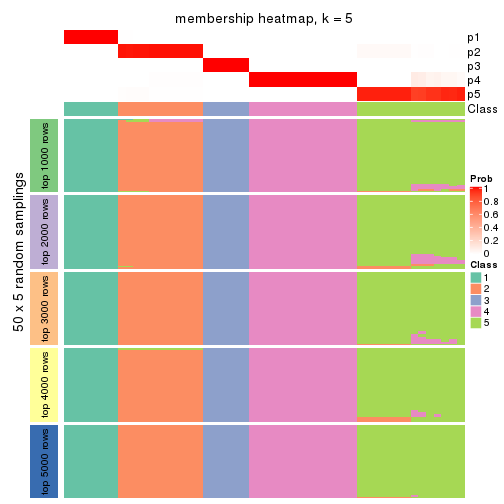 membership heatmap, k = 5
p1
p2
p3
p4
p5
Class
50 x 5 random samplings
top 1000 rows
top 2000 rows
top 3000 rows
top 4000 rows
top 5000 rows
Prob
1
0.8
0.6
0.4
0.2
0
Class
1
2
3
4
5